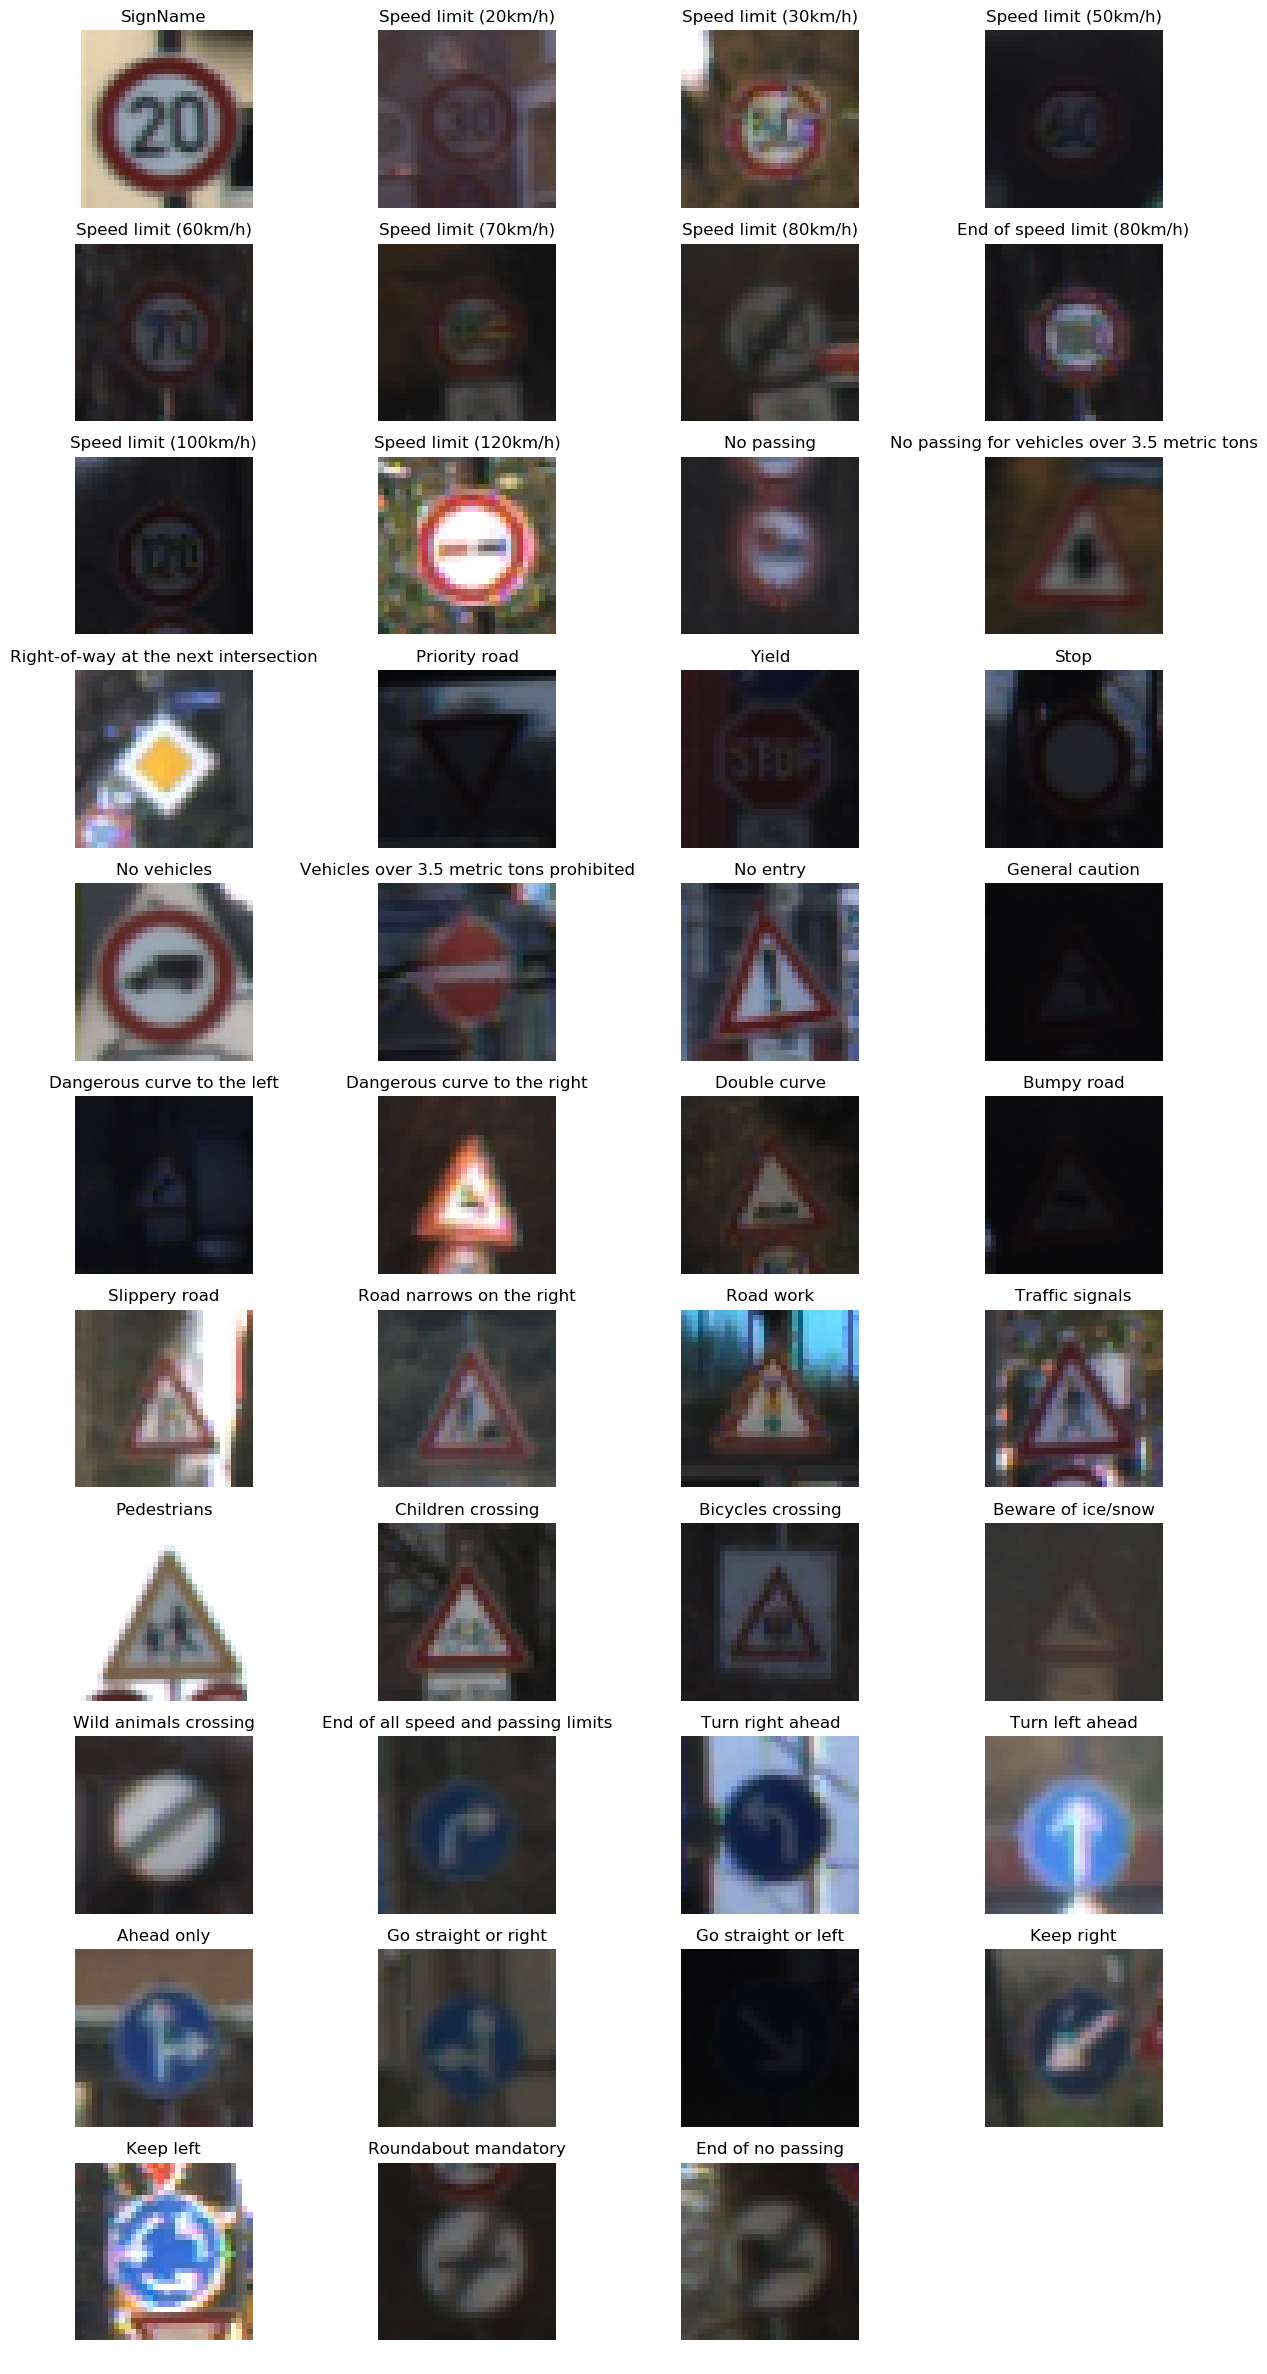 SignName Speed limit (20km/h) Speed limit (30km/h) Speed limit (50km/h)
20 30
Speed limit (60km/h) Speed limit (70km/h) Speed limit (80km/h) End of speed limit (80km/h)
70
Speed limit (100km/h) Speed limit (120km/h) No passing No passing for vehicles over 3.5 metric tons
120
Right-of-way at the next intersection Priority road Yield Stop
STOP
No vehicles Vehicles over 3.5 metric tons prohibited No entry General caution
Dangerous curve to the left Dangerous curve to the right Double curve Bumpy road
Slippery road Road narrows on the right Road work Traffic signals
Pedestrians Children crossing Bicycles crossing Beware of ice/snow
Wild animals crossing End of all speed and passing limits Turn right ahead Turn left ahead
Ahead only Go straight or right Go straight or left Keep right
Keep left Roundabout mandatory End of no passing